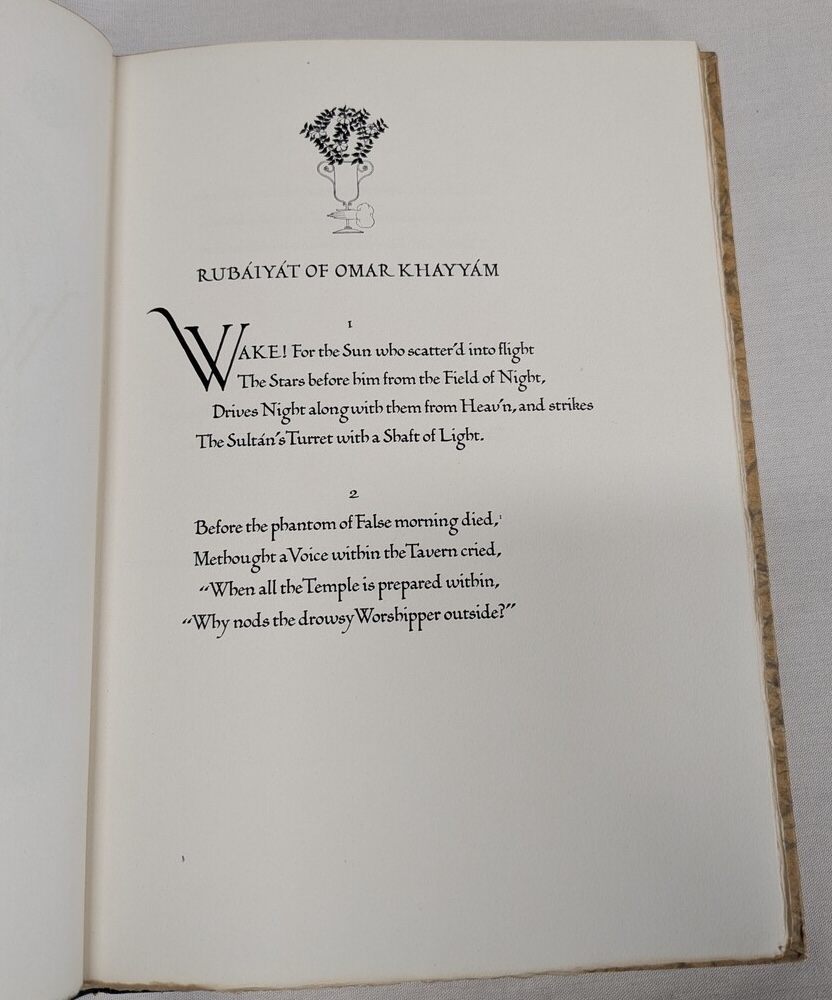 RUBÁIYÁT OF OMAR KHAYYÁM
1
WAKE! For the Sun who scatter'd into flight
The Stars before him from the Field of Night,
Drives Night along with them from Heav'n, and strikes
The Sultán's Turret with a Shaft of Light.
2
Before the phantom of False morning died,¹
Methought a Voice within the Tavern cried,
“When all the Temple is prepared within,
“Why nods the drowsy Worshipper outside?”
1